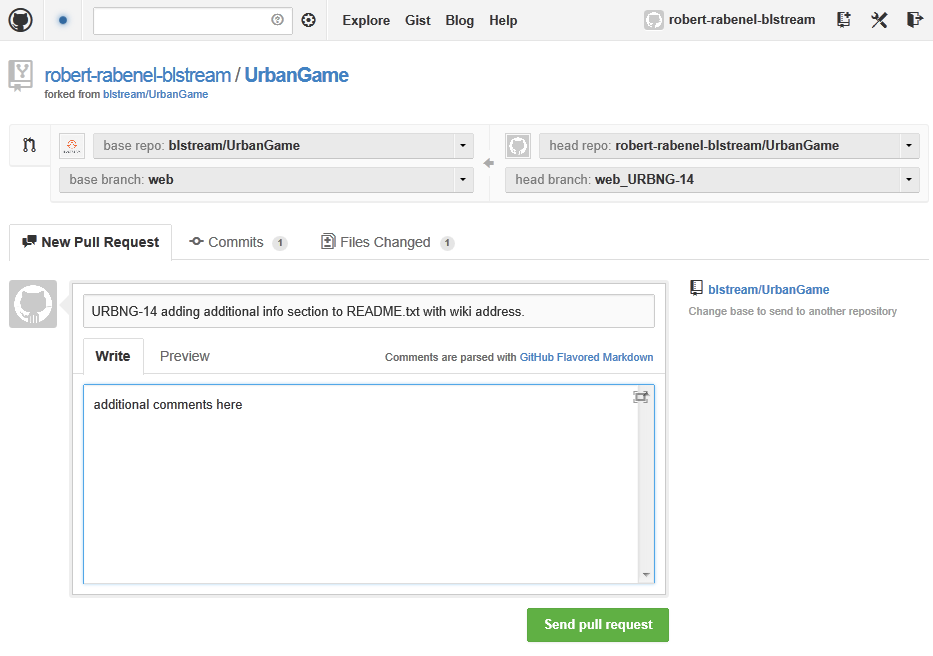 Explore Gist Blog Help robert-rabenel-blstream
robert-rabenel-blstream / UrbanGame
forked from blstream/UrbanGame
base repo: blstream/UrbanGame head repo: robert-rabenel-blstream/UrbanGame
base branch: web head branch: web_URBNG-14
New Pull Request Commits 1 Files Changed 1
blstream/UrbanGame
Change base to send to another repository
URBNG-14 adding additional info section to README.txt with wiki address.
Write Preview Comments are parsed with GitHub Flavored Markdown
additional comments here
Send pull request